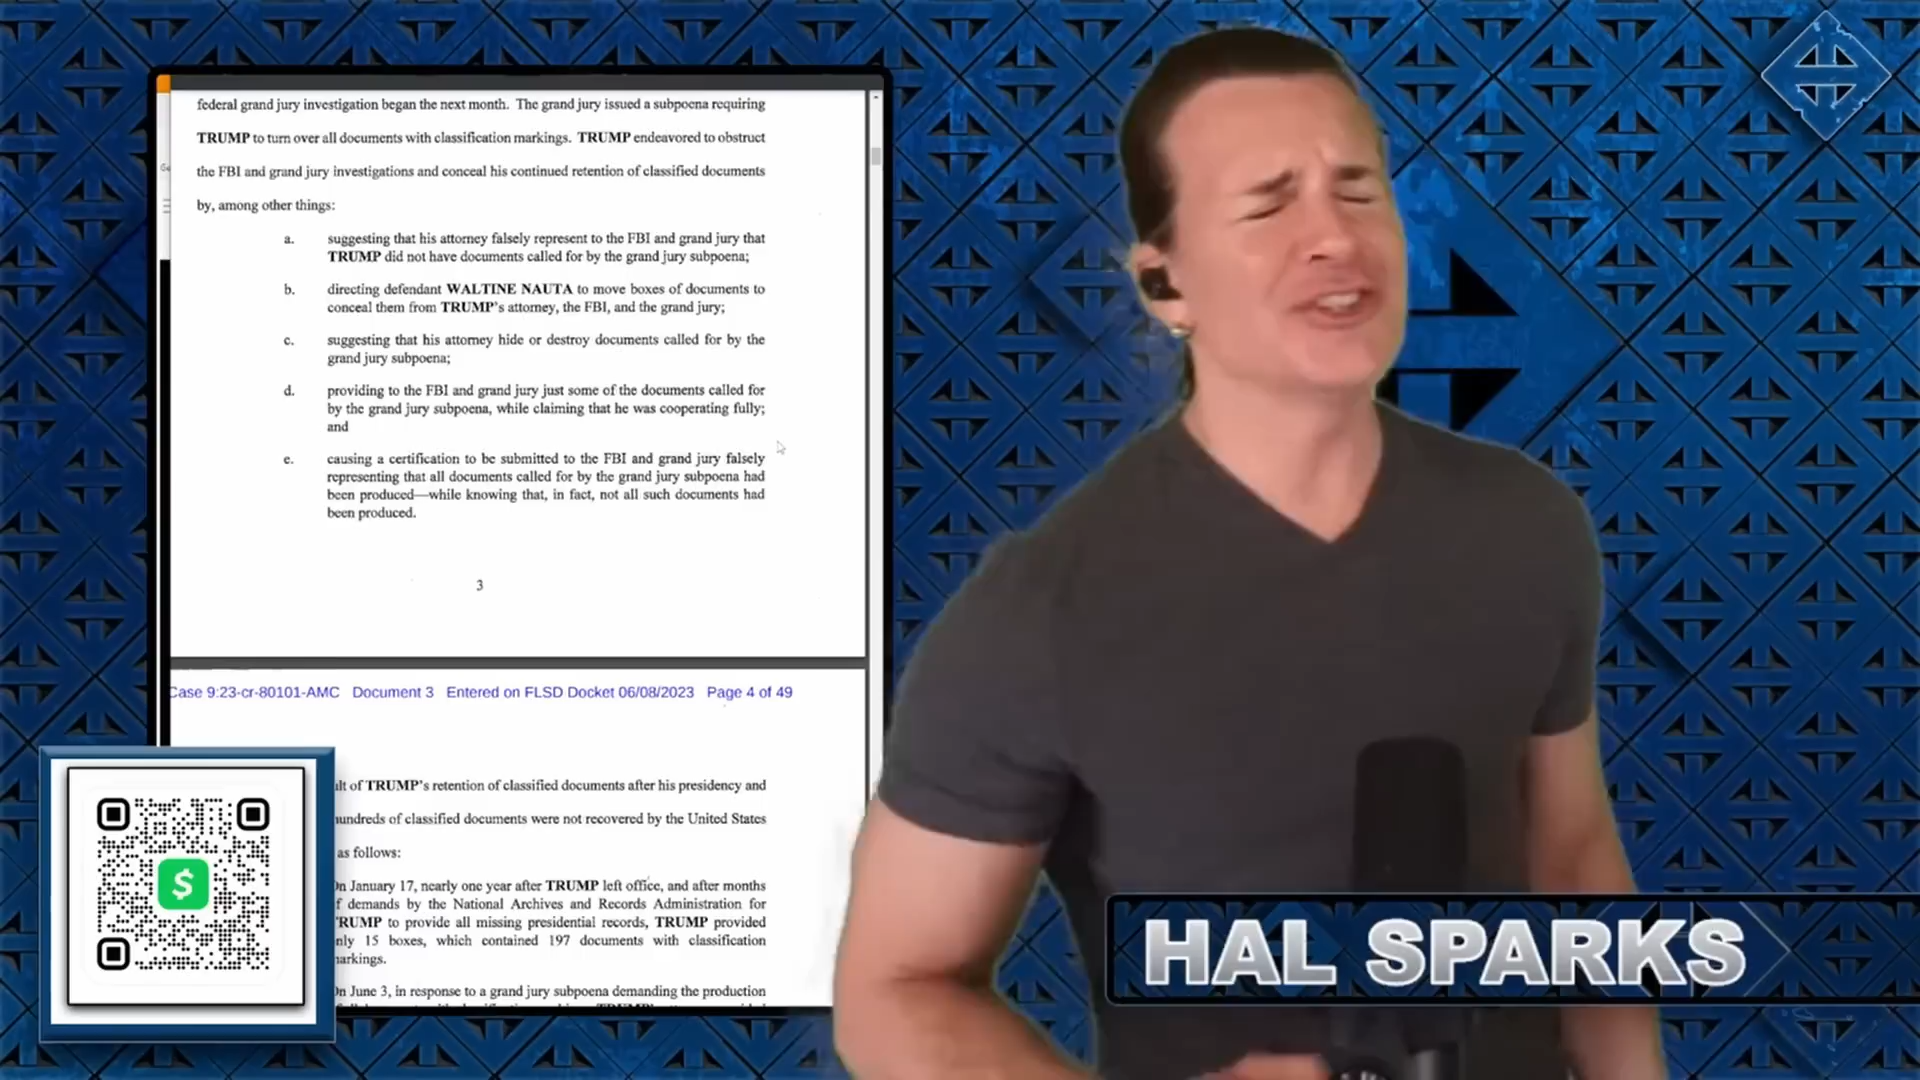 federal grand jury investigation began the next month. The grand jury issued a subpoena requiring
TRUMP to turn over all documents with classification markings. TRUMP endeavored to obstruct
the FBI and grand jury investigations and conceal his continued retention of classified documents
by, among other things:
a. suggesting that his attorney falsely represent to the FBI and grand jury that
TRUMP did not have documents called for by the grand jury subpoena;
b. directing defendant WALTINE NAUTA to move boxes of documents to
conceal them from TRUMP's attorney, the FBI, and the grand jury;
c. suggesting that his attorney hide or destroy documents called for by the
grand jury subpoena;
d. providing to the FBI and grand jury just some of the documents called for
by the grand jury subpoena, while claiming that he was cooperating fully;
and
e. causing a certification to be submitted to the FBI and grand jury falsely
representing that all documents called for by the grand jury subpoena had
been produced—while knowing that, in fact, not all such documents had
been produced.
3
Case 9:23-cr-80101-AMC Document 3 Entered on FLSD Docket 06/08/2023 Page 4 of 49
of TRUMP's retention of classified documents after his presidency and
of classified documents were not recovered by the United States
as follows:
January 17, nearly one year after TRUMP left office, and after months
demands by the National Archives and Records Administration for
TRUMP to provide all missing presidential records, TRUMP provided
15 boxes, which contained 197 documents with classification
June 3, in response to a grand jury subpoena demanding the production
$
HAL SPARKS